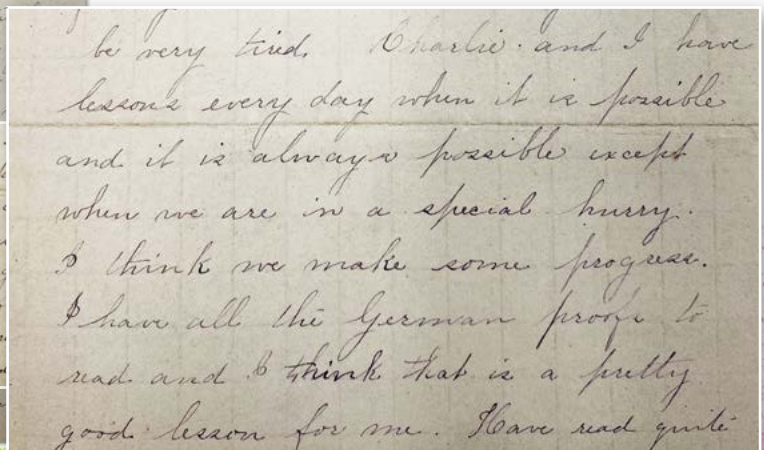 be very tired. Charlie and I have
lessons every day when it is possible
and it is always possible except
when we are in a special hurry.
I think we make some progress.
I have all the German proofs to
read and I think that is a pretty
good lesson for me. Have read quite